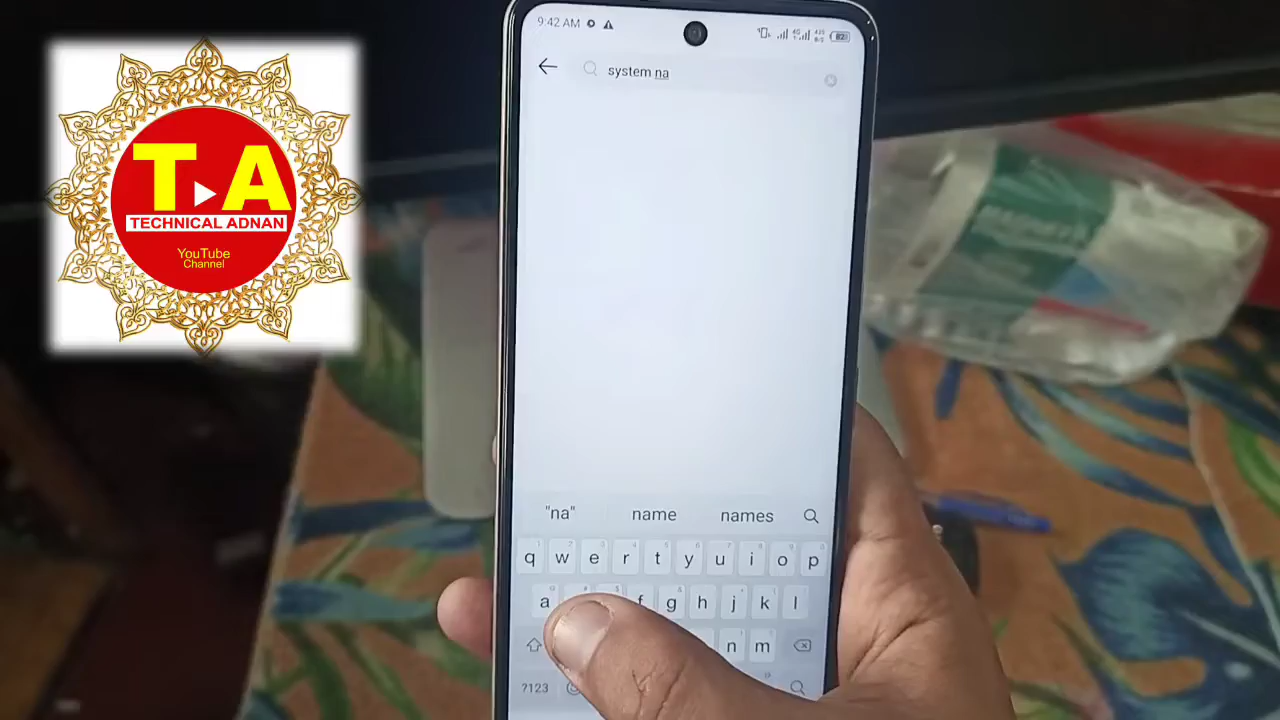 9:42 AM
system na
T A
TECHNICAL ADNAN
YouTube
Channel
"na" name names
q w e r t y u i o p
a f g h j k l
n m
?123